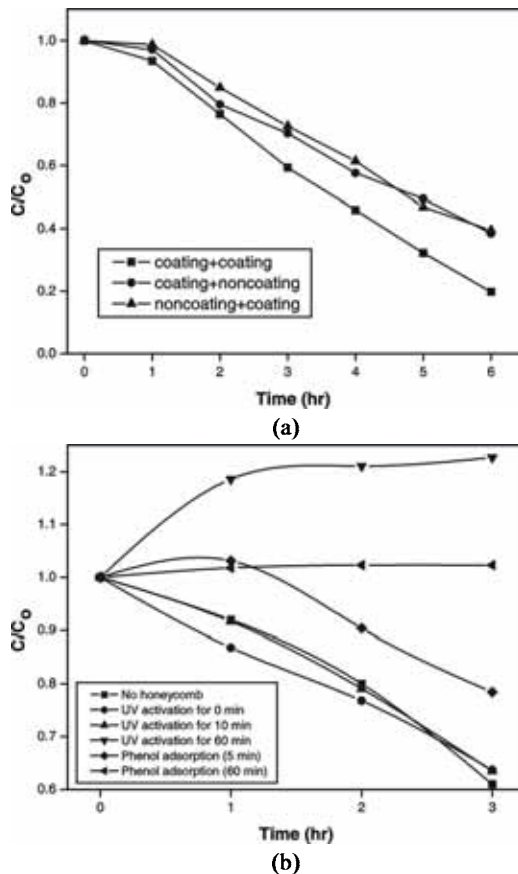 1.0
0.8
0.6
0.4
0.2
0.0
C/Co
coating+coating
coating+noncoating
noncoating+coating
0 1 2 3 4 5 6
Time (hr)
(a)
1.2
1.1
1.0
0.9
0.8
0.7
0.6
C/Co
No honeycomb
UV activation for 0 min
UV activation for 10 min
UV activation for 60 min
Phenol adsorption (5 min)
Phenol adsorption (60 min)
0 1 2 3
Time (hr)
(b)